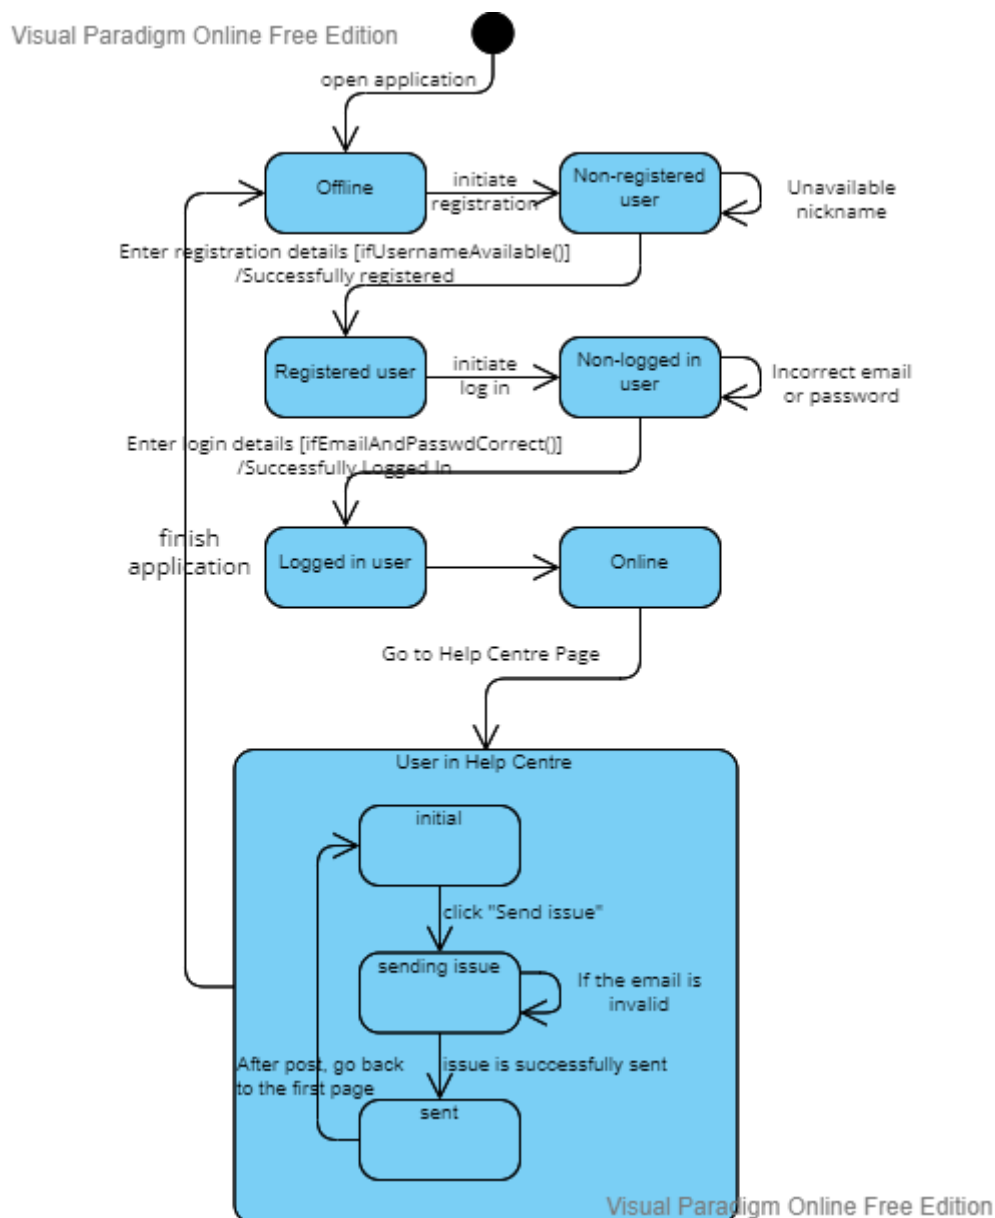 Visual Paradigm Online Free Edition
open application
Offline
initiate
registration
Non-registered
user
Unavailable
nickname
Enter registration details [ifUsernameAvailable()]
/Successfully registered
Registered user
initiate
log in
Non-logged in
user
Incorrect email
or password
Enter login details [ifEmailAndPasswdCorrect()]
/Successfully Logged In
finish
application
Logged in user
Online
Go to Help Centre Page
User in Help Centre
initial
click "Send issue"
sending issue
If the email is
invalid
After post, go back
to the first page
issue is successfully sent
sent
Visual Paradigm Online Free Edition